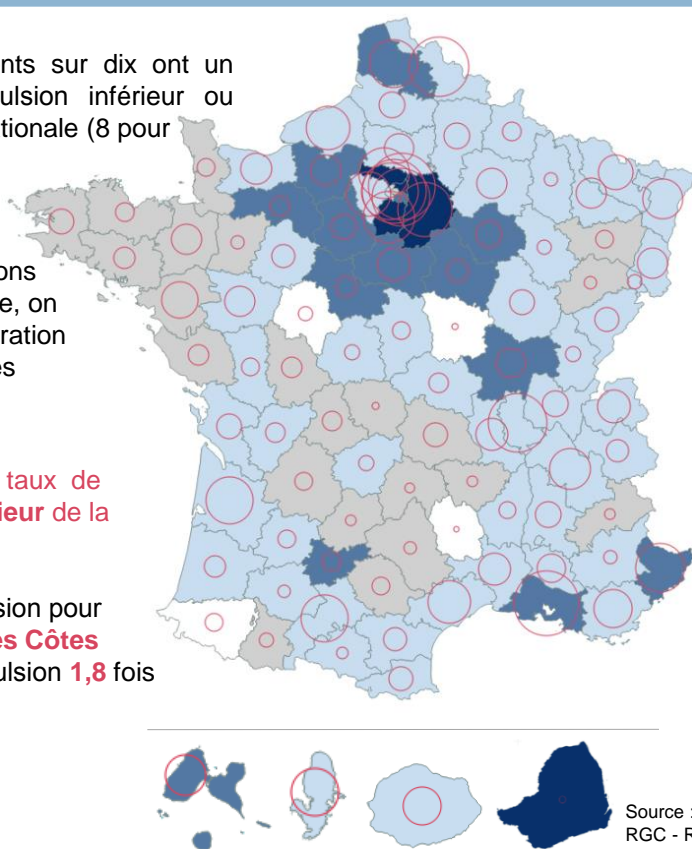 nts sur dix ont un
ulsion inférieur ou
tionale (8 pour
ons
e, on
ration
es
taux de
ieur de la
sion pour
es Côtes
ulsion 1,8 fois
Source :
RGC - R